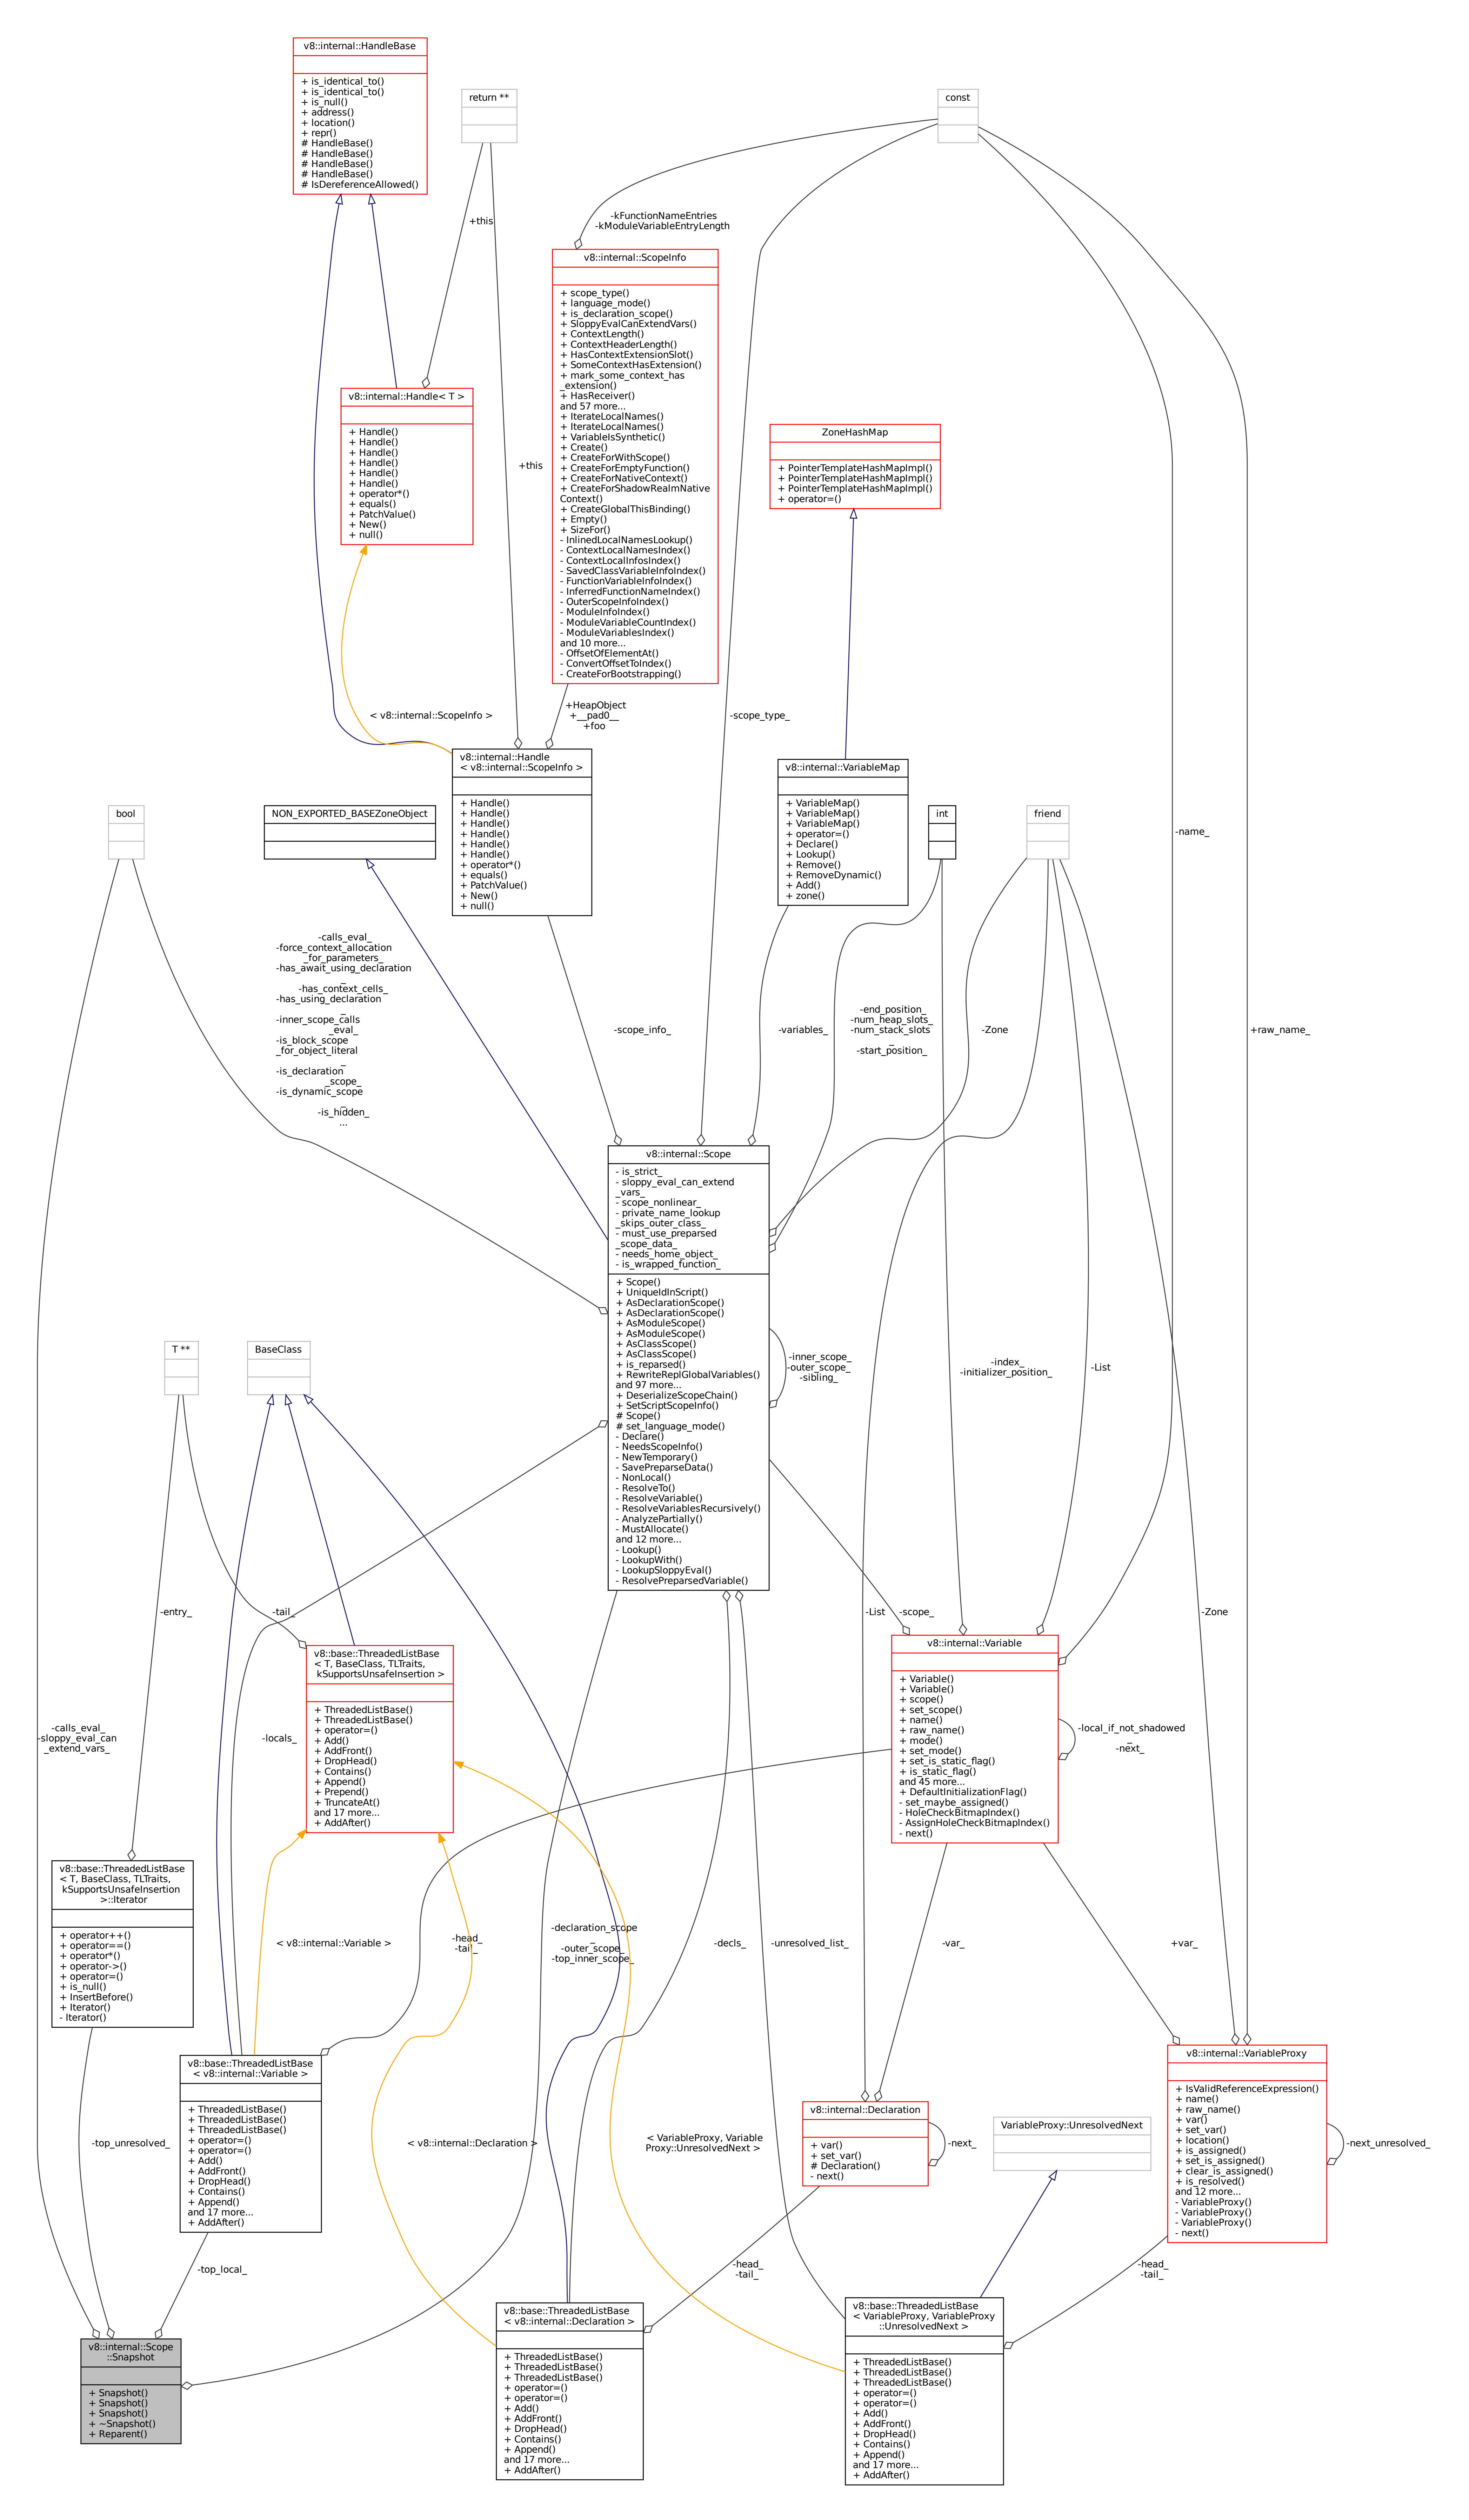 v8::internal::HandleBase
+ is_identical_to()
+ is_identical_to()
+ is_null()
+ address()
+ location()
+ repr()
# HandleBase()
# HandleBase()
# HandleBase()
# HandleBase()
# IsDereferenceAllowed()
return **
const
+this
-kFunctionNameEntries
-kModuleVariableEntryLength
v8::internal::ScopeInfo
+ scope_type()
+ language_mode()
+ is_declaration_scope()
+ SloppyEvalCanExtendVars()
+ ContextLength()
+ ContextHeaderLength()
+ HasContextExtensionSlot()
+ SomeContextHasExtension()
+ mark_some_context_has
_extension()
+ HasReceiver()
and 57 more...
+ IterateLocalNames()
+ IterateLocalNames()
+ VariableIsSynthetic()
+ Create()
+ CreateForWithScope()
+ CreateForEmptyFunction()
+ CreateForNativeContext()
+ CreateForShadowRealmNative
Context()
+ CreateGlobalThisBinding()
+ Empty()
+ SizeFor()
- InlinedLocalNamesLookup()
- ContextLocalNamesIndex()
- ContextLocalInfosIndex()
- SavedClassVariableInfoIndex()
- FunctionVariableInfoIndex()
- InferredFunctionNameIndex()
- OuterScopeInfoIndex()
- ModuleInfoIndex()
- ModuleVariableCountIndex()
- ModuleVariablesIndex()
and 10 more...
- OffsetOfElementAt()
- ConvertOffsetToIndex()
- CreateForBootstrapping()
v8::internal::Handle< T >
+ Handle()
+ Handle()
+ Handle()
+ Handle()
+ Handle()
+ Handle()
+ operator*()
+ equals()
+ PatchValue()
+ New()
+ null()
+this
ZoneHashMap
+ PointerTemplateHashMapImpl()
+ PointerTemplateHashMapImpl()
+ PointerTemplateHashMapImpl()
+ operator=()
< v8::internal::ScopeInfo >
+HeapObject
+__pad0__
+foo
-scope_type_
v8::internal::Handle
< v8::internal::ScopeInfo >
+ Handle()
+ Handle()
+ Handle()
+ Handle()
+ Handle()
+ Handle()
+ operator*()
+ equals()
+ PatchValue()
+ New()
+ null()
v8::internal::VariableMap
+ VariableMap()
+ VariableMap()
+ VariableMap()
+ operator=()
+ Declare()
+ Lookup()
+ Remove()
+ RemoveDynamic()
+ Add()
+ zone()
bool
NON_EXPORTED_BASEZoneObject
int
friend
-name_
-calls_eval_
-force_context_allocation
_for_parameters_
-has_await_using_declaration
_
-has_context_cells_
-has_using_declaration
_
-inner_scope_calls
_eval_
-is_block_scope
_for_object_literal
_
-is_declaration
_scope_
-is_dynamic_scope
_
-is_hidden_
...
-scope_info_
-variables_
-end_position_
-num_heap_slots_
-num_stack_slots
_
-start_position_
-Zone
+raw_name_
v8::internal::Scope
- is_strict_
- sloppy_eval_can_extend
_vars_
- scope_nonlinear_
- private_name_lookup
_skips_outer_class_
- must_use_preparsed
_scope_data_
- needs_home_object_
- is_wrapped_function_
+ Scope()
+ UniqueIdInScript()
+ AsDeclarationScope()
+ AsDeclarationScope()
+ AsModuleScope()
+ AsModuleScope()
+ AsClassScope()
+ AsClassScope()
+ is_reparsed()
+ RewriteReplGlobalVariables()
and 97 more...
+ DeserializeScopeChain()
+ SetScriptScopeInfo()
# Scope()
# set_language_mode()
- Declare()
- NeedsScopeInfo()
- NewTemporary()
- SavePreparseData()
- NonLocal()
- ResolveTo()
- ResolveVariable()
- ResolveVariablesRecursively()
- AnalyzePartially()
- MustAllocate()
and 12 more...
- Lookup()
- LookupWith()
- LookupSloppyEval()
- ResolvePreparsedVariable()
T **
BaseClass
-inner_scope_
-outer_scope_
-sibling_
-index_
-initializer_position_
-List
-entry_
-tail_
-List
-scope_
-Zone
v8::base::ThreadedListBase
< T, BaseClass, TLTraits,
kSupportsUnsafeInsertion >
+ ThreadedListBase()
+ ThreadedListBase()
+ operator=()
+ Add()
+ AddFront()
+ DropHead()
+ Contains()
+ Append()
+ Prepend()
+ TruncateAt()
and 17 more...
+ AddAfter()
v8::internal::Variable
+ Variable()
+ Variable()
+ scope()
+ set_scope()
+ name()
+ raw_name()
+ mode()
+ set_mode()
+ set_is_static_flag()
+ is_static_flag()
and 45 more...
+ DefaultInitializationFlag()
- set_maybe_assigned()
- HoleCheckBitmapIndex()
- AssignHoleCheckBitmapIndex()
- next()
-local_if_not_shadowed
_
-next_
-calls_eval_
-sloppy_eval_can
_extend_vars_
-locals_
v8::base::ThreadedListBase
< T, BaseClass, TLTraits,
kSupportsUnsafeInsertion
>::Iterator
+ operator++()
+ operator==()
+ operator*()
+ operator->()
+ operator=()
+ is_null()
+ InsertBefore()
+ Iterator()
- Iterator()
< v8::internal::Variable >
-head_
-tail_
-declaration_scope
_
-outer_scope_
-top_inner_scope_
-decls_
-unresolved_list_
-var_
+var_
v8::base::ThreadedListBase
< v8::internal::Variable >
+ ThreadedListBase()
+ ThreadedListBase()
+ ThreadedListBase()
+ operator=()
+ operator=()
+ Add()
+ AddFront()
+ DropHead()
+ Contains()
+ Append()
and 17 more...
+ AddAfter()
v8::internal::VariableProxy
+ IsValidReferenceExpression()
+ name()
+ raw_name()
+ var()
+ set_var()
+ location()
+ is_assigned()
+ set_is_assigned()
+ clear_is_assigned()
+ is_resolved()
and 12 more...
- VariableProxy()
- VariableProxy()
- VariableProxy()
- next()
-next_unresolved_
v8::internal::Declaration
+ var()
+ set_var()
# Declaration()
- next()
-next_
VariableProxy::UnresolvedNext
-top_unresolved_
< v8::internal::Declaration >
< VariableProxy, Variable
Proxy::UnresolvedNext >
-top_local_
-head_
-tail_
-head_
-tail_
v8::internal::Scope
::Snapshot
+ Snapshot()
+ Snapshot()
+ Snapshot()
+ ~Snapshot()
+ Reparent()
v8::base::ThreadedListBase
< v8::internal::Declaration >
+ ThreadedListBase()
+ ThreadedListBase()
+ ThreadedListBase()
+ operator=()
+ operator=()
+ Add()
+ AddFront()
+ DropHead()
+ Contains()
+ Append()
and 17 more...
+ AddAfter()
v8::base::ThreadedListBase
< VariableProxy, VariableProxy
::UnresolvedNext >
+ ThreadedListBase()
+ ThreadedListBase()
+ ThreadedListBase()
+ operator=()
+ operator=()
+ Add()
+ AddFront()
+ DropHead()
+ Contains()
+ Append()
and 17 more...
+ AddAfter()